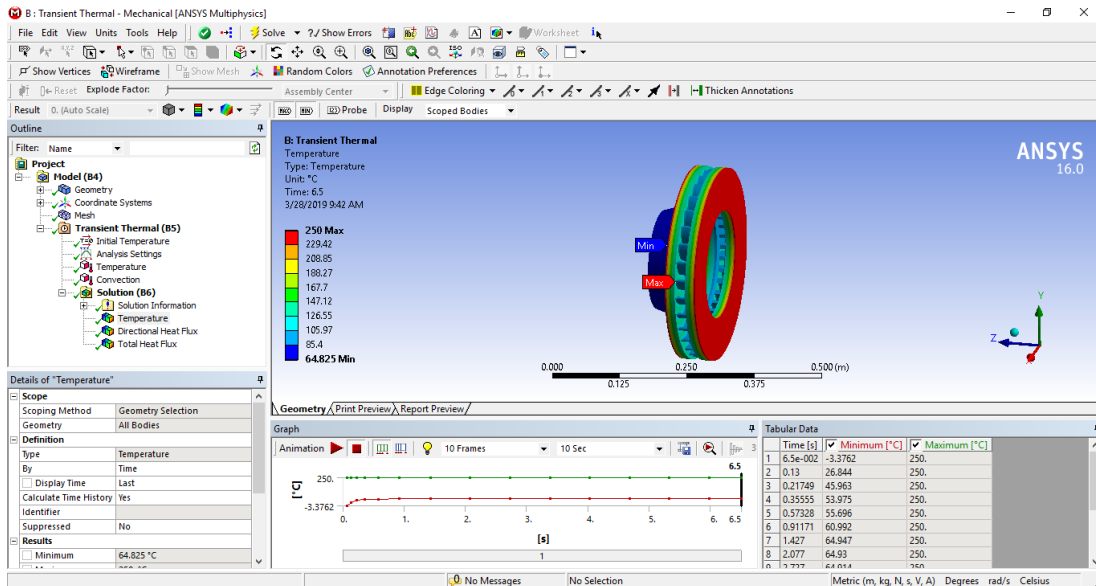 B : Transient Thermal - Mechanical [ANSYS Multiphysics]
File Edit View Units Tools Help Solve ?/ Show Errors Worksheet
Show Vertices Wireframe Show Mesh Random Colors Annotation Preferences
Reset Explode Factor: Assembly Center Edge Coloring Thicken Annotations
Result 0. (Auto Scale) MAX MIN Probe Display Scoped Bodies
Outline
Filter: Name
Project
Model (B4)
Geometry
Coordinate Systems
Mesh
Transient Thermal (B5)
Initial Temperature
Analysis Settings
Temperature
Convection
Solution (B6)
Solution Information
Temperature
Directional Heat Flux
Total Heat Flux
Details of "Temperature"
Scope
Scoping Method Geometry Selection
Geometry All Bodies
Definition
Type Temperature
By Time
Display Time Last
Calculate Time History Yes
Identifier
Suppressed No
Results
Minimum 64.825 °C
B: Transient Thermal
Temperature
Type: Temperature
Unit: °C
Time: 6.5
3/28/2019 9:42 AM
250 Max
229.42
208.85
188.27
167.7
147.12
126.55
105.97
85.4
64.825 Min
Min
Max
ANSYS
16.0
Y
Z
0.000 0.250 0.500 (m)
0.125 0.375
Geometry Print Preview Report Preview
Graph
Animation 10 Frames 10 Sec 3
6.5
250.
[°C]
-3.3762
0. 1. 2. 3. 4. 5. 6. 6.5
[s]
1
Tabular Data
Time [s] Minimum [°C] Maximum [°C]
1 6.5e-002 -3.3762 250.
2 0.13 26.844 250.
3 0.21749 45.963 250.
4 0.35555 53.975 250.
5 0.57328 55.696 250.
6 0.91171 60.992 250.
7 1.427 64.947 250.
8 2.077 64.93 250.
9 2.727 64.914 250.
No Messages No Selection Metric (m, kg, N, s, V, A) Degrees rad/s Celsius